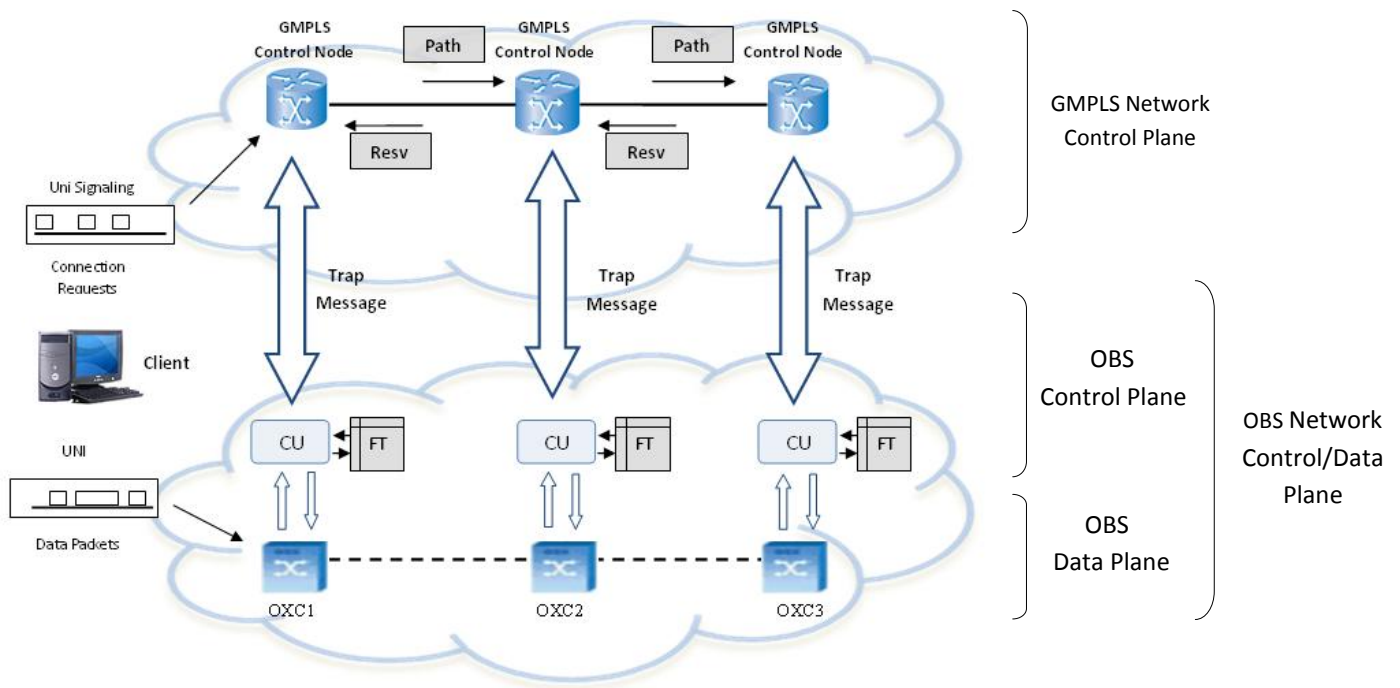 GMPLS
Control Node
Path
GMPLS
Control Node
Path
GMPLS
Control Node
Resv
Resv
GMPLS Network
Control Plane
Uni Signaling
Connection
Requests
Trap
Message
Trap
Message
Trap
Message
Client
OBS
Control Plane
OBS Network
Control/Data
Plane
CU
FT
CU
FT
CU
FT
UNI
Data Packets
OBS
Data Plane
OXC1
OXC2
OXC3